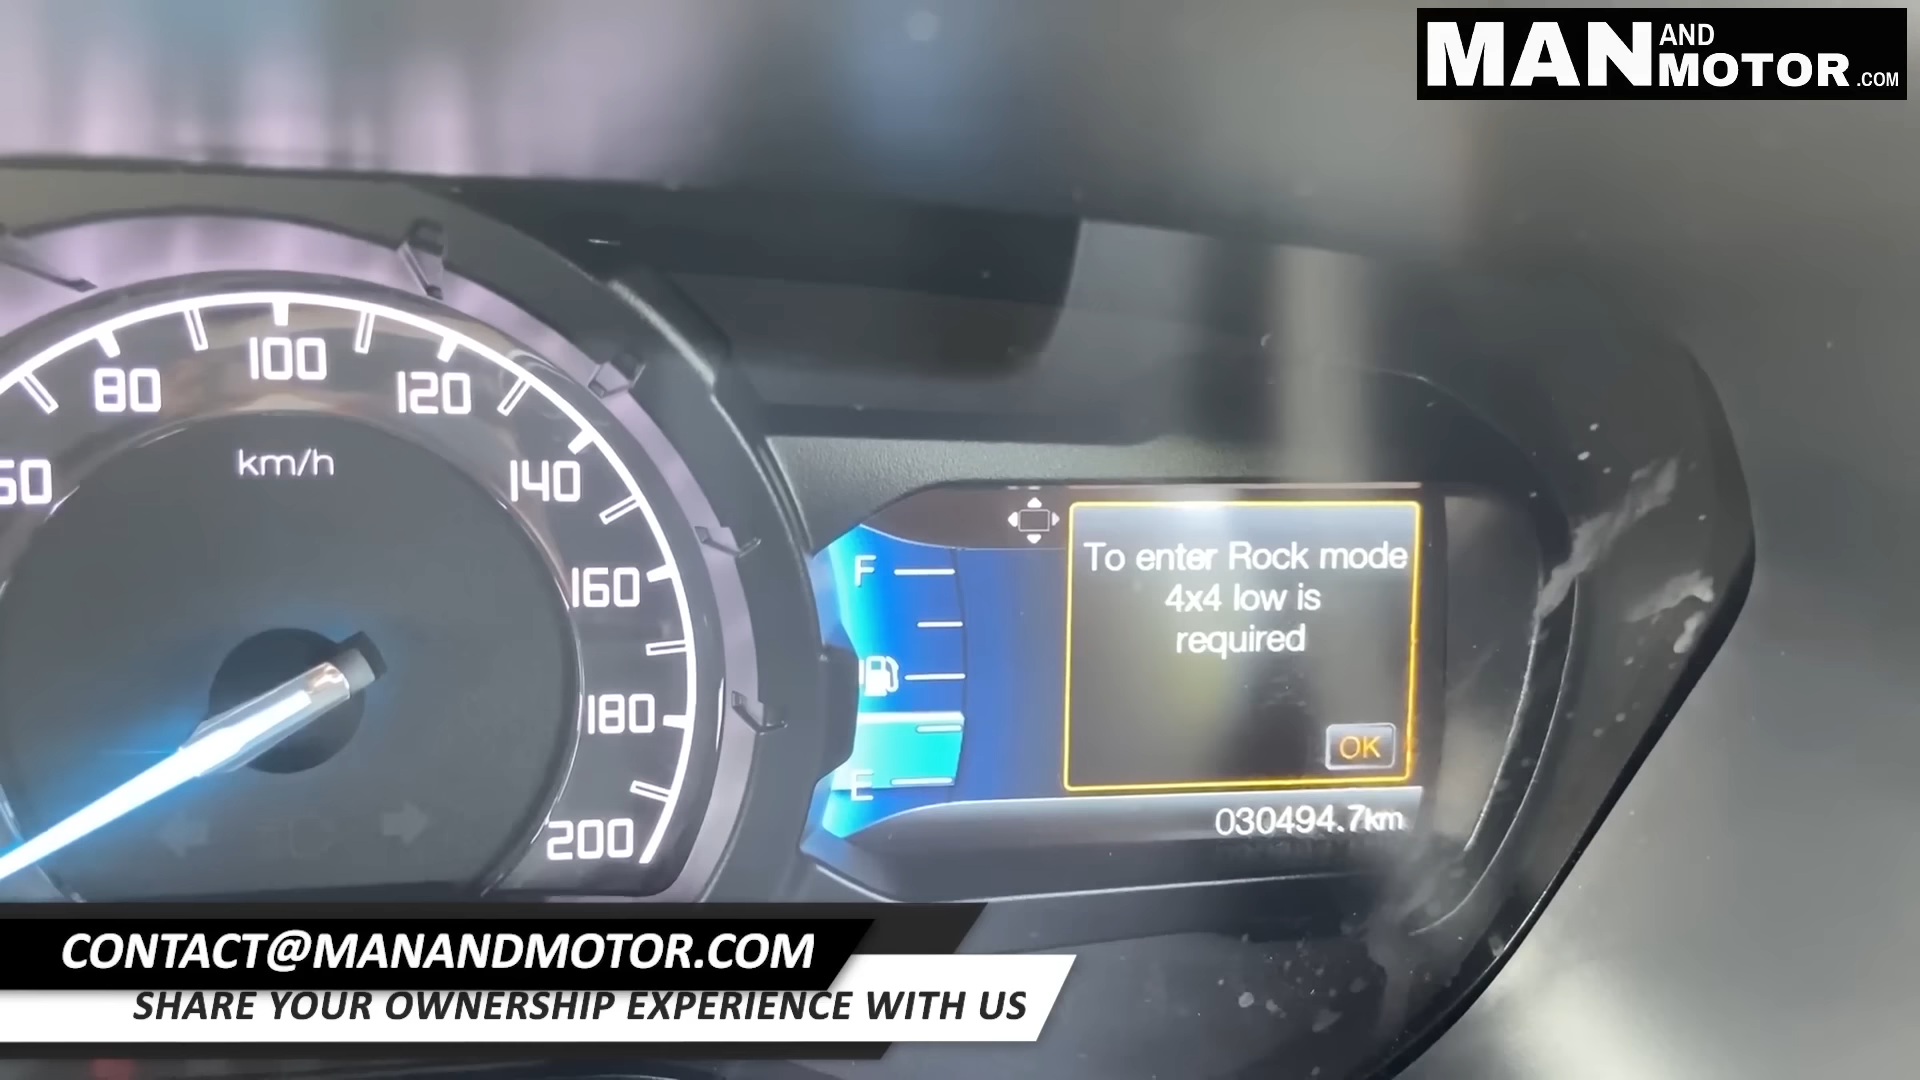 MAN AND MOTOR .COM
60
80
100
120
140
160
180
200
km/h
F
E
To enter Rock mode
4x4 low is
required
OK
030494.7km
CONTACT@MANANDMOTOR.COM
SHARE YOUR OWNERSHIP EXPERIENCE WITH US